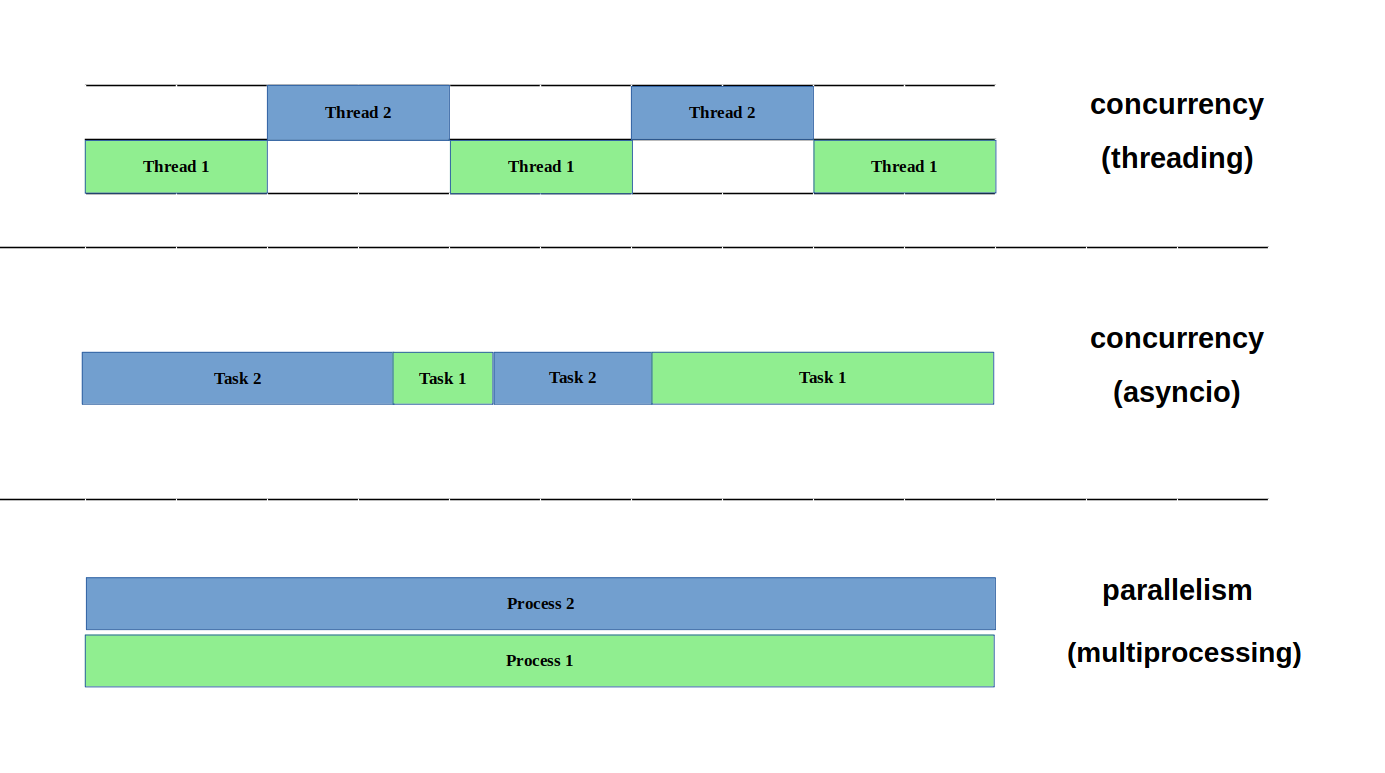 Thread 2 Thread 2 concurrency
Thread 1 Thread 1 Thread 1 (threading)
concurrency
Task 2 Task 1 Task 2 Task 1 (asyncio)
Process 2 parallelism
Process 1 (multiprocessing)